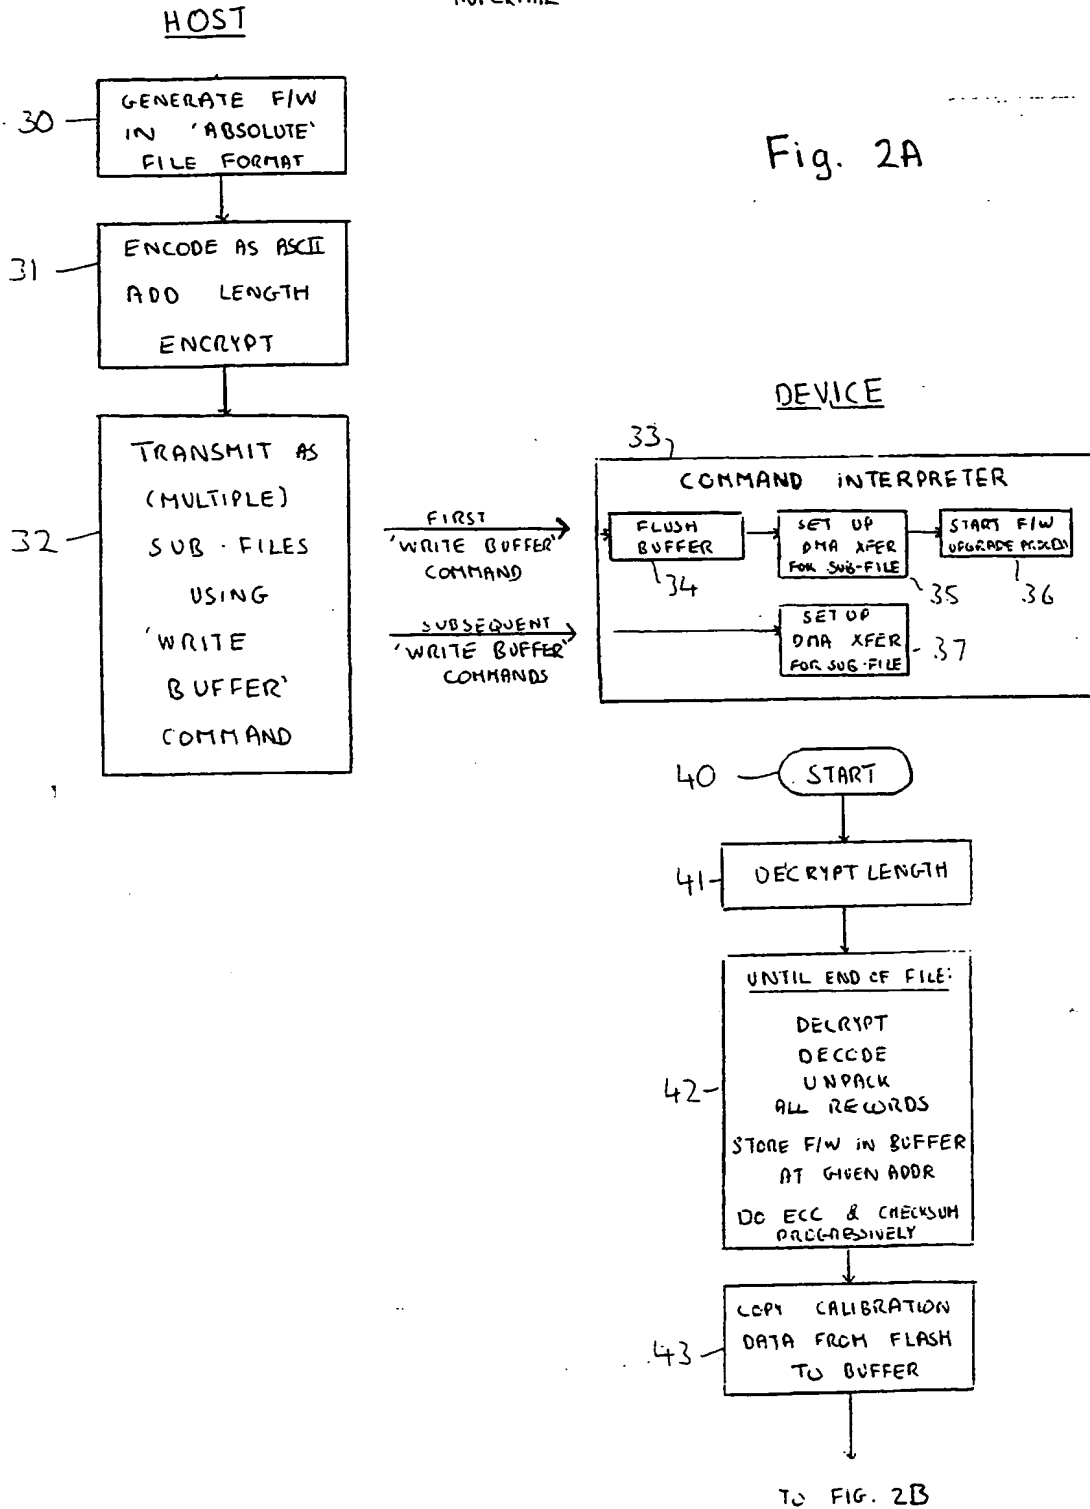 HOST
30
GENERATE F/W
IN 'ABSOLUTE'
FILE FORMAT
Fig. 2A
31
ENCODE AS ASCII
ADD LENGTH
ENCRYPT
32
TRANSMIT AS
(MULTIPLE)
SUB-FILES
USING
'WRITE
BUFFER'
COMMAND
FIRST
'WRITE BUFFER'
COMMAND
SUBSEQUENT
'WRITE BUFFER'
COMMANDS
DEVICE
33
COMMAND INTERPRETER
FLUSH
BUFFER
34
SET UP
DMA XFER
FOR SUB-FILE
35
START F/W
UPGRADE
36
SET UP
DMA XFER
FOR SUB-FILE
37
40
START
41
DECRYPT LENGTH
42
UNTIL END OF FILE:
DECRYPT
DECODE
UNPACK
ALL RECORDS
STORE F/W IN BUFFER
AT GIVEN ADDR
DO ECC & CHECKSUM
PROGRESSIVELY
43
COPY CALIBRATION
DATA FROM FLASH
TO BUFFER
TO FIG. 2B